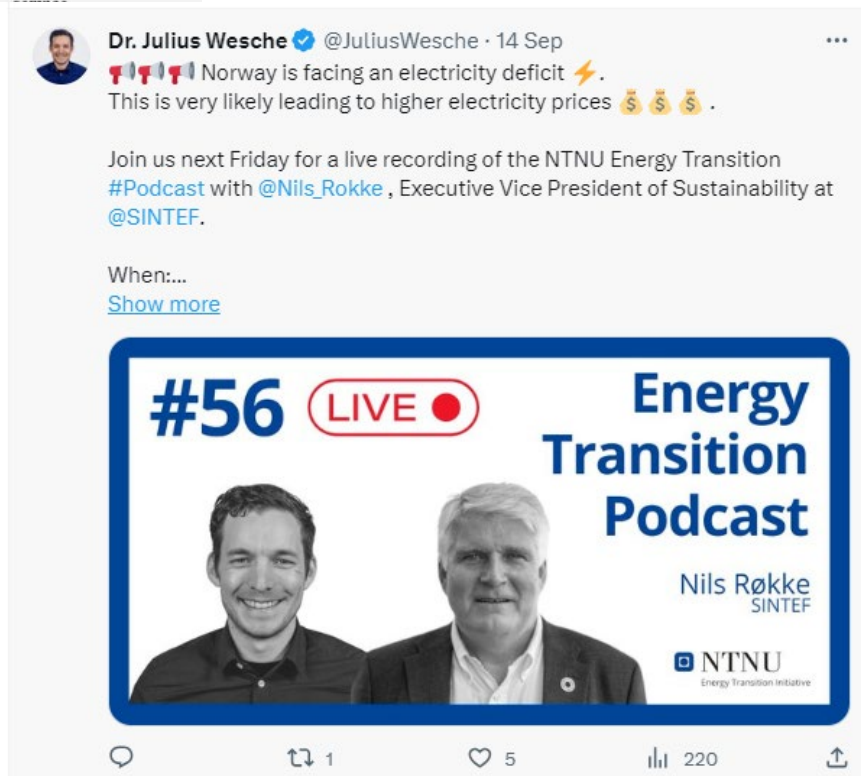 Dr. Julius Wesche @JuliusWesche · 14 Sep
📢📢📢 Norway is facing an electricity deficit ⚡.
This is very likely leading to higher electricity prices 💰 💰 💰 .
Join us next Friday for a live recording of the NTNU Energy Transition
#Podcast with @Nils_Rokke , Executive Vice President of Sustainability at
@SINTEF.
When:...
Show more
#56 LIVE
Energy
Transition
Podcast
Nils Røkke
SINTEF
NTNU
Energy Transition Initiative
1 5 220